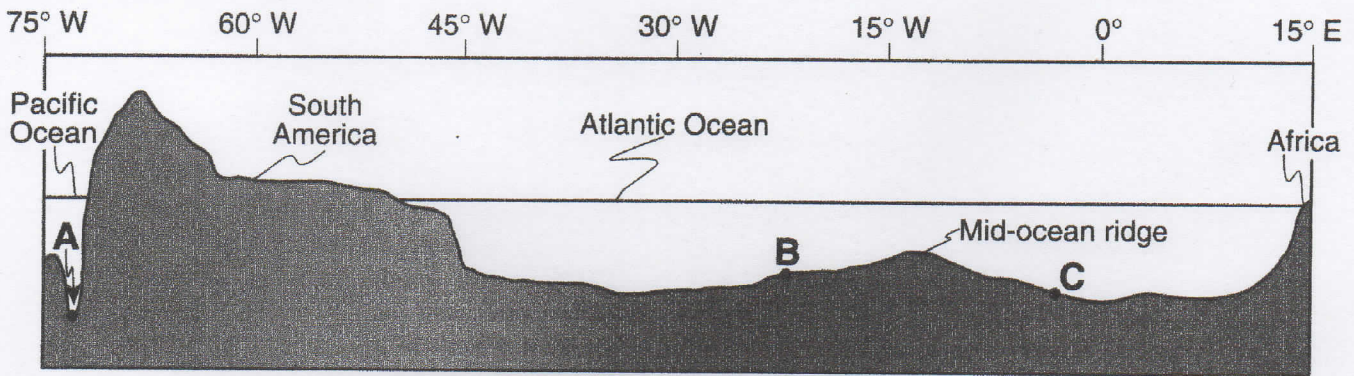 75° W 60° W 45° W 30° W 15° W 0° 15° E
Pacific
Ocean
South
America
Atlantic Ocean
Africa
A
B
Mid-ocean ridge
C